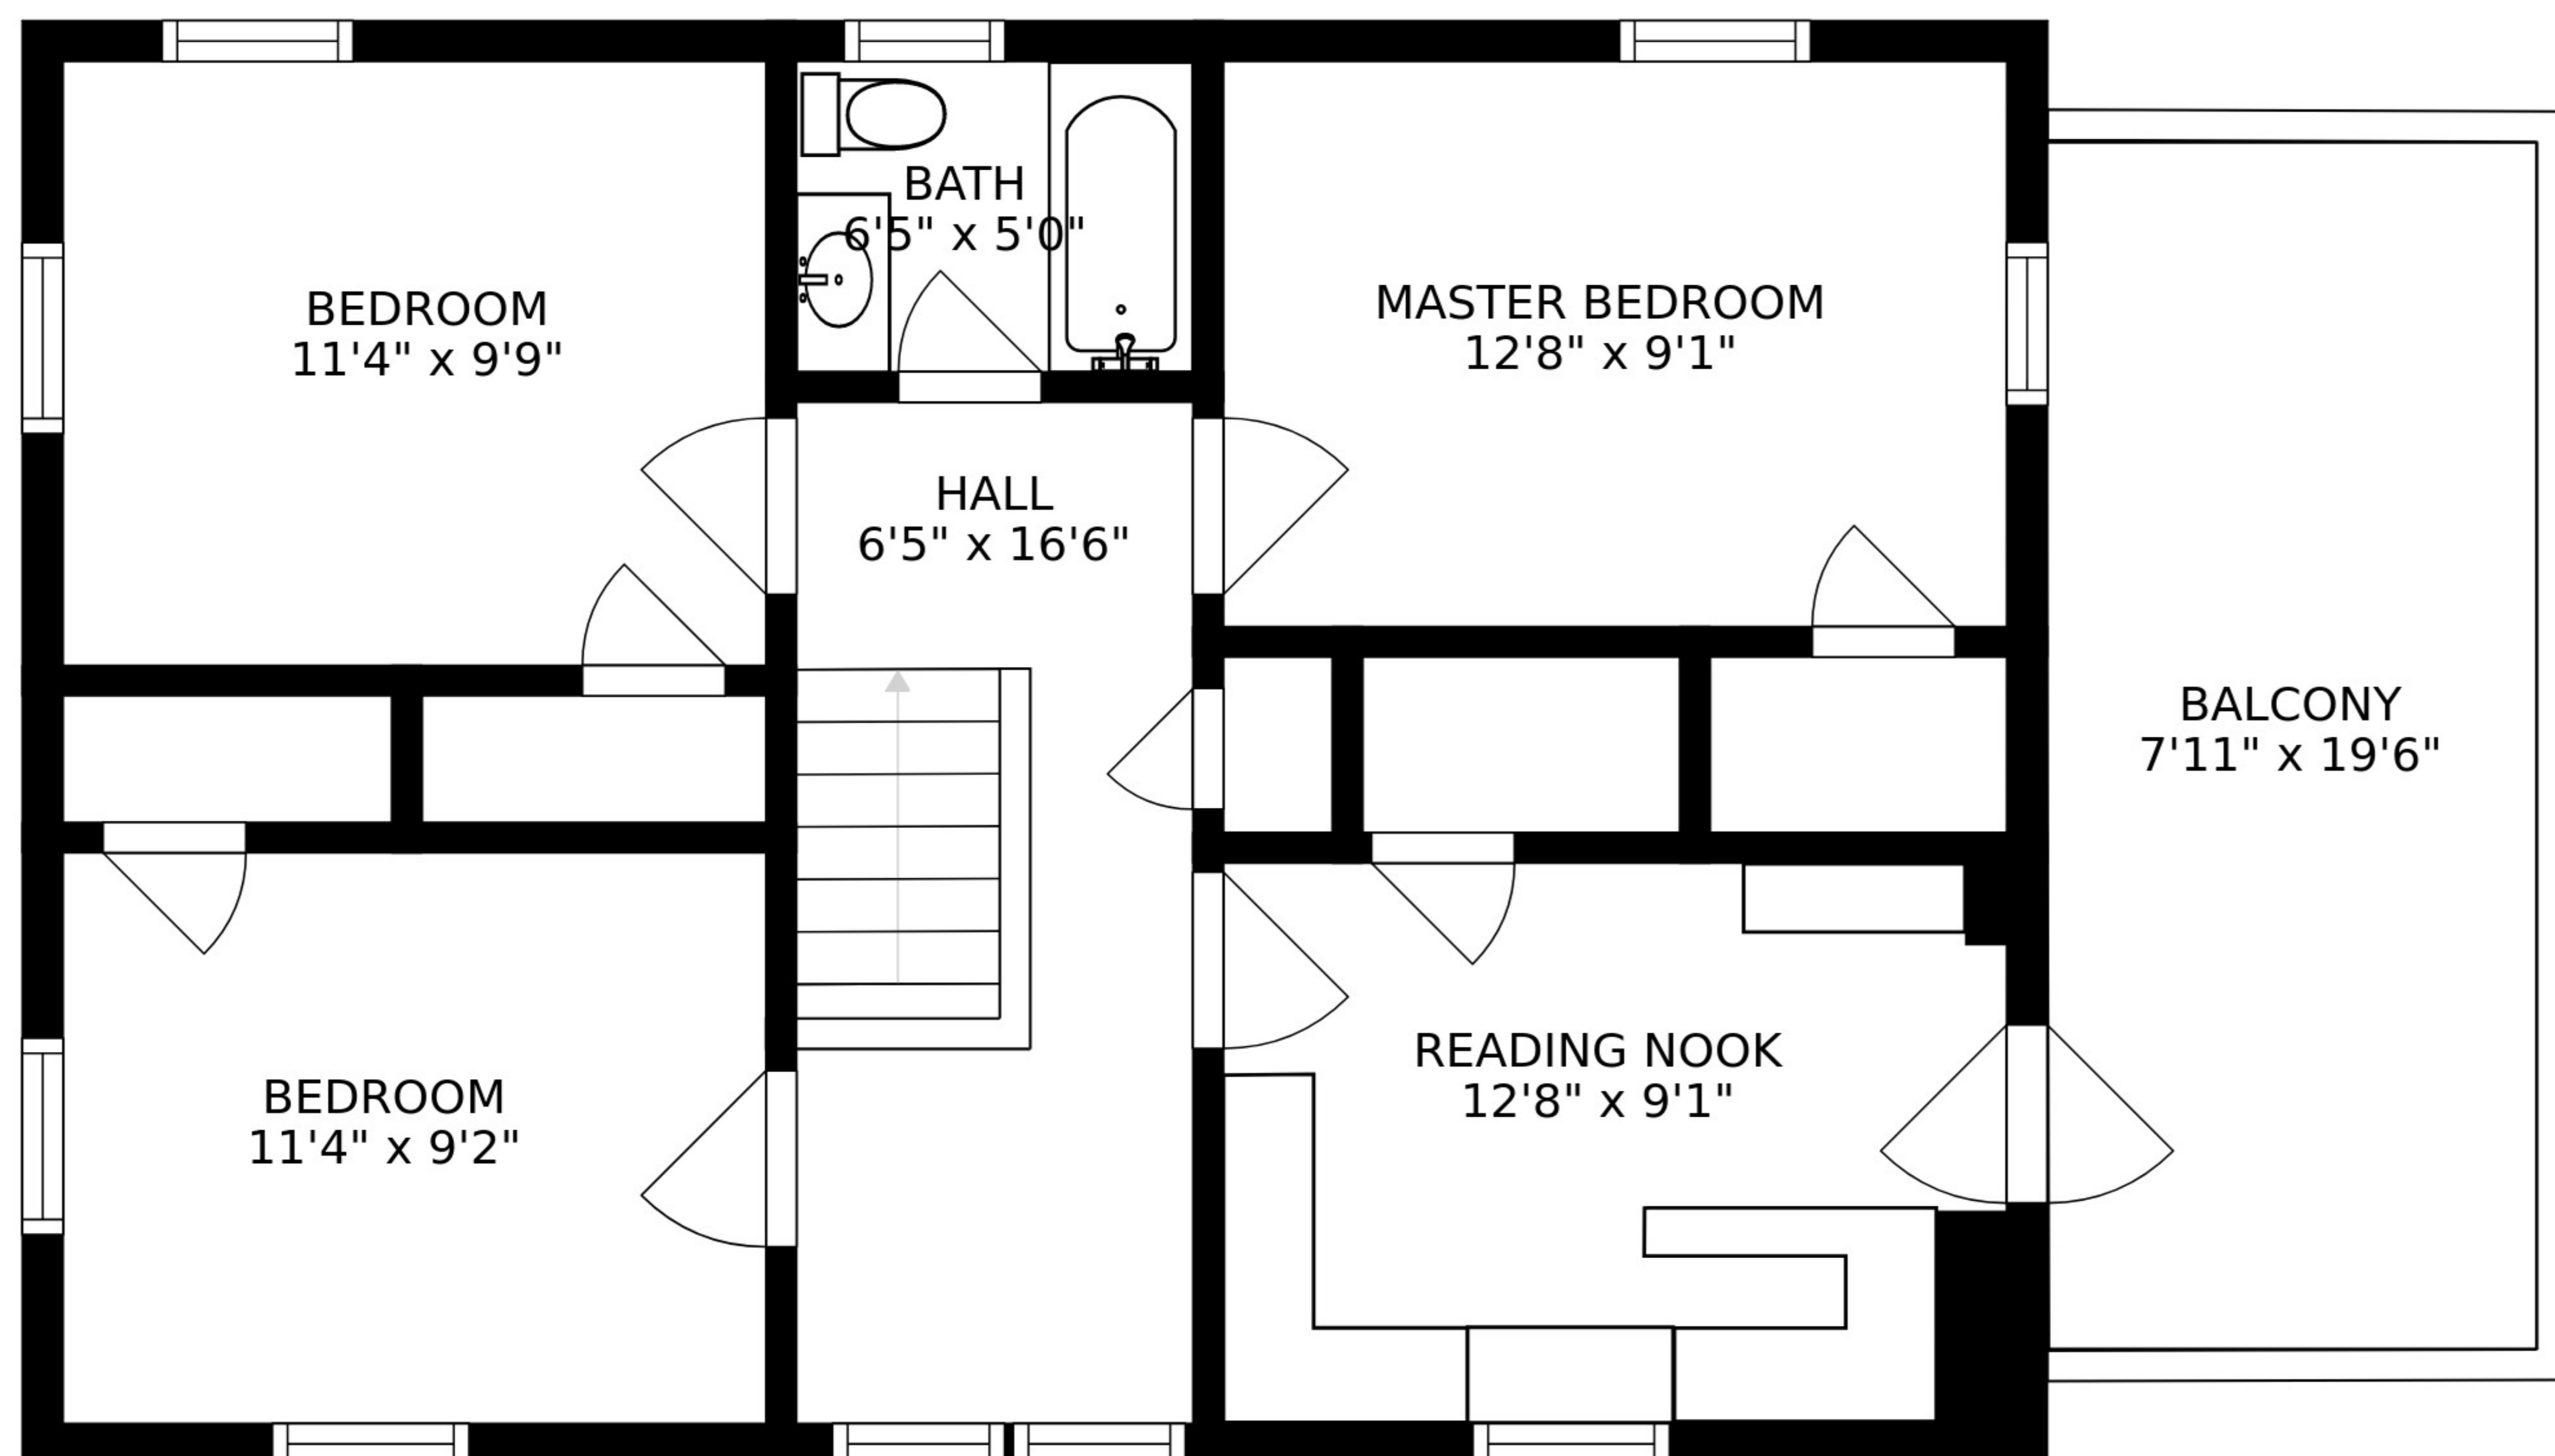 BATH
6'5" x 5'0"
BEDROOM
11'4" x 9'9"
MASTER BEDROOM
12'8" x 9'1"
HALL
6'5" x 16'6"
BALCONY
7'11" x 19'6"
BEDROOM
11'4" x 9'2"
READING NOOK
12'8" x 9'1"